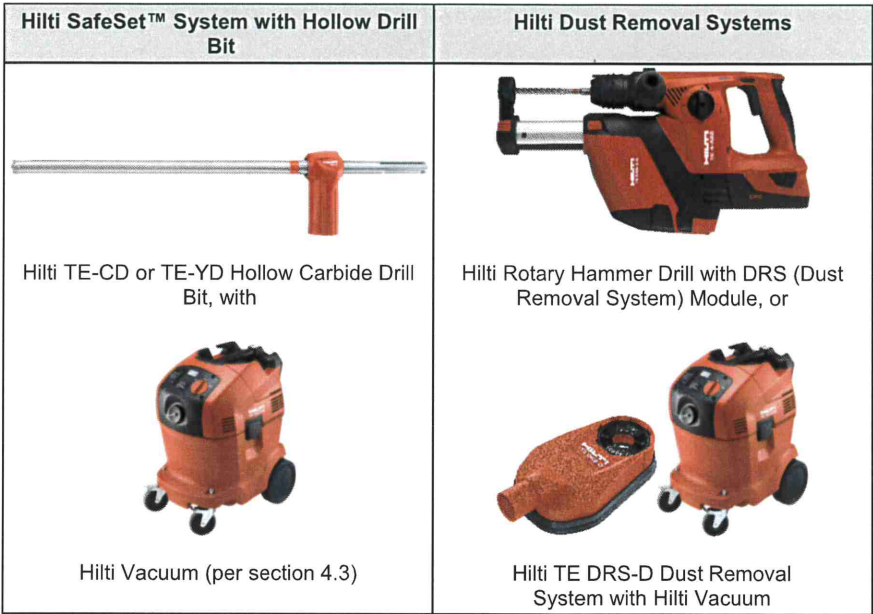 Hilti SafeSet™ System with Hollow Drill
Bit
Hilti Dust Removal Systems
Hilti TE-CD or TE-YD Hollow Carbide Drill
Bit, with
Hilti Rotary Hammer Drill with DRS (Dust
Removal System) Module, or
Hilti Vacuum (per section 4.3)
Hilti TE DRS-D Dust Removal
System with Hilti Vacuum